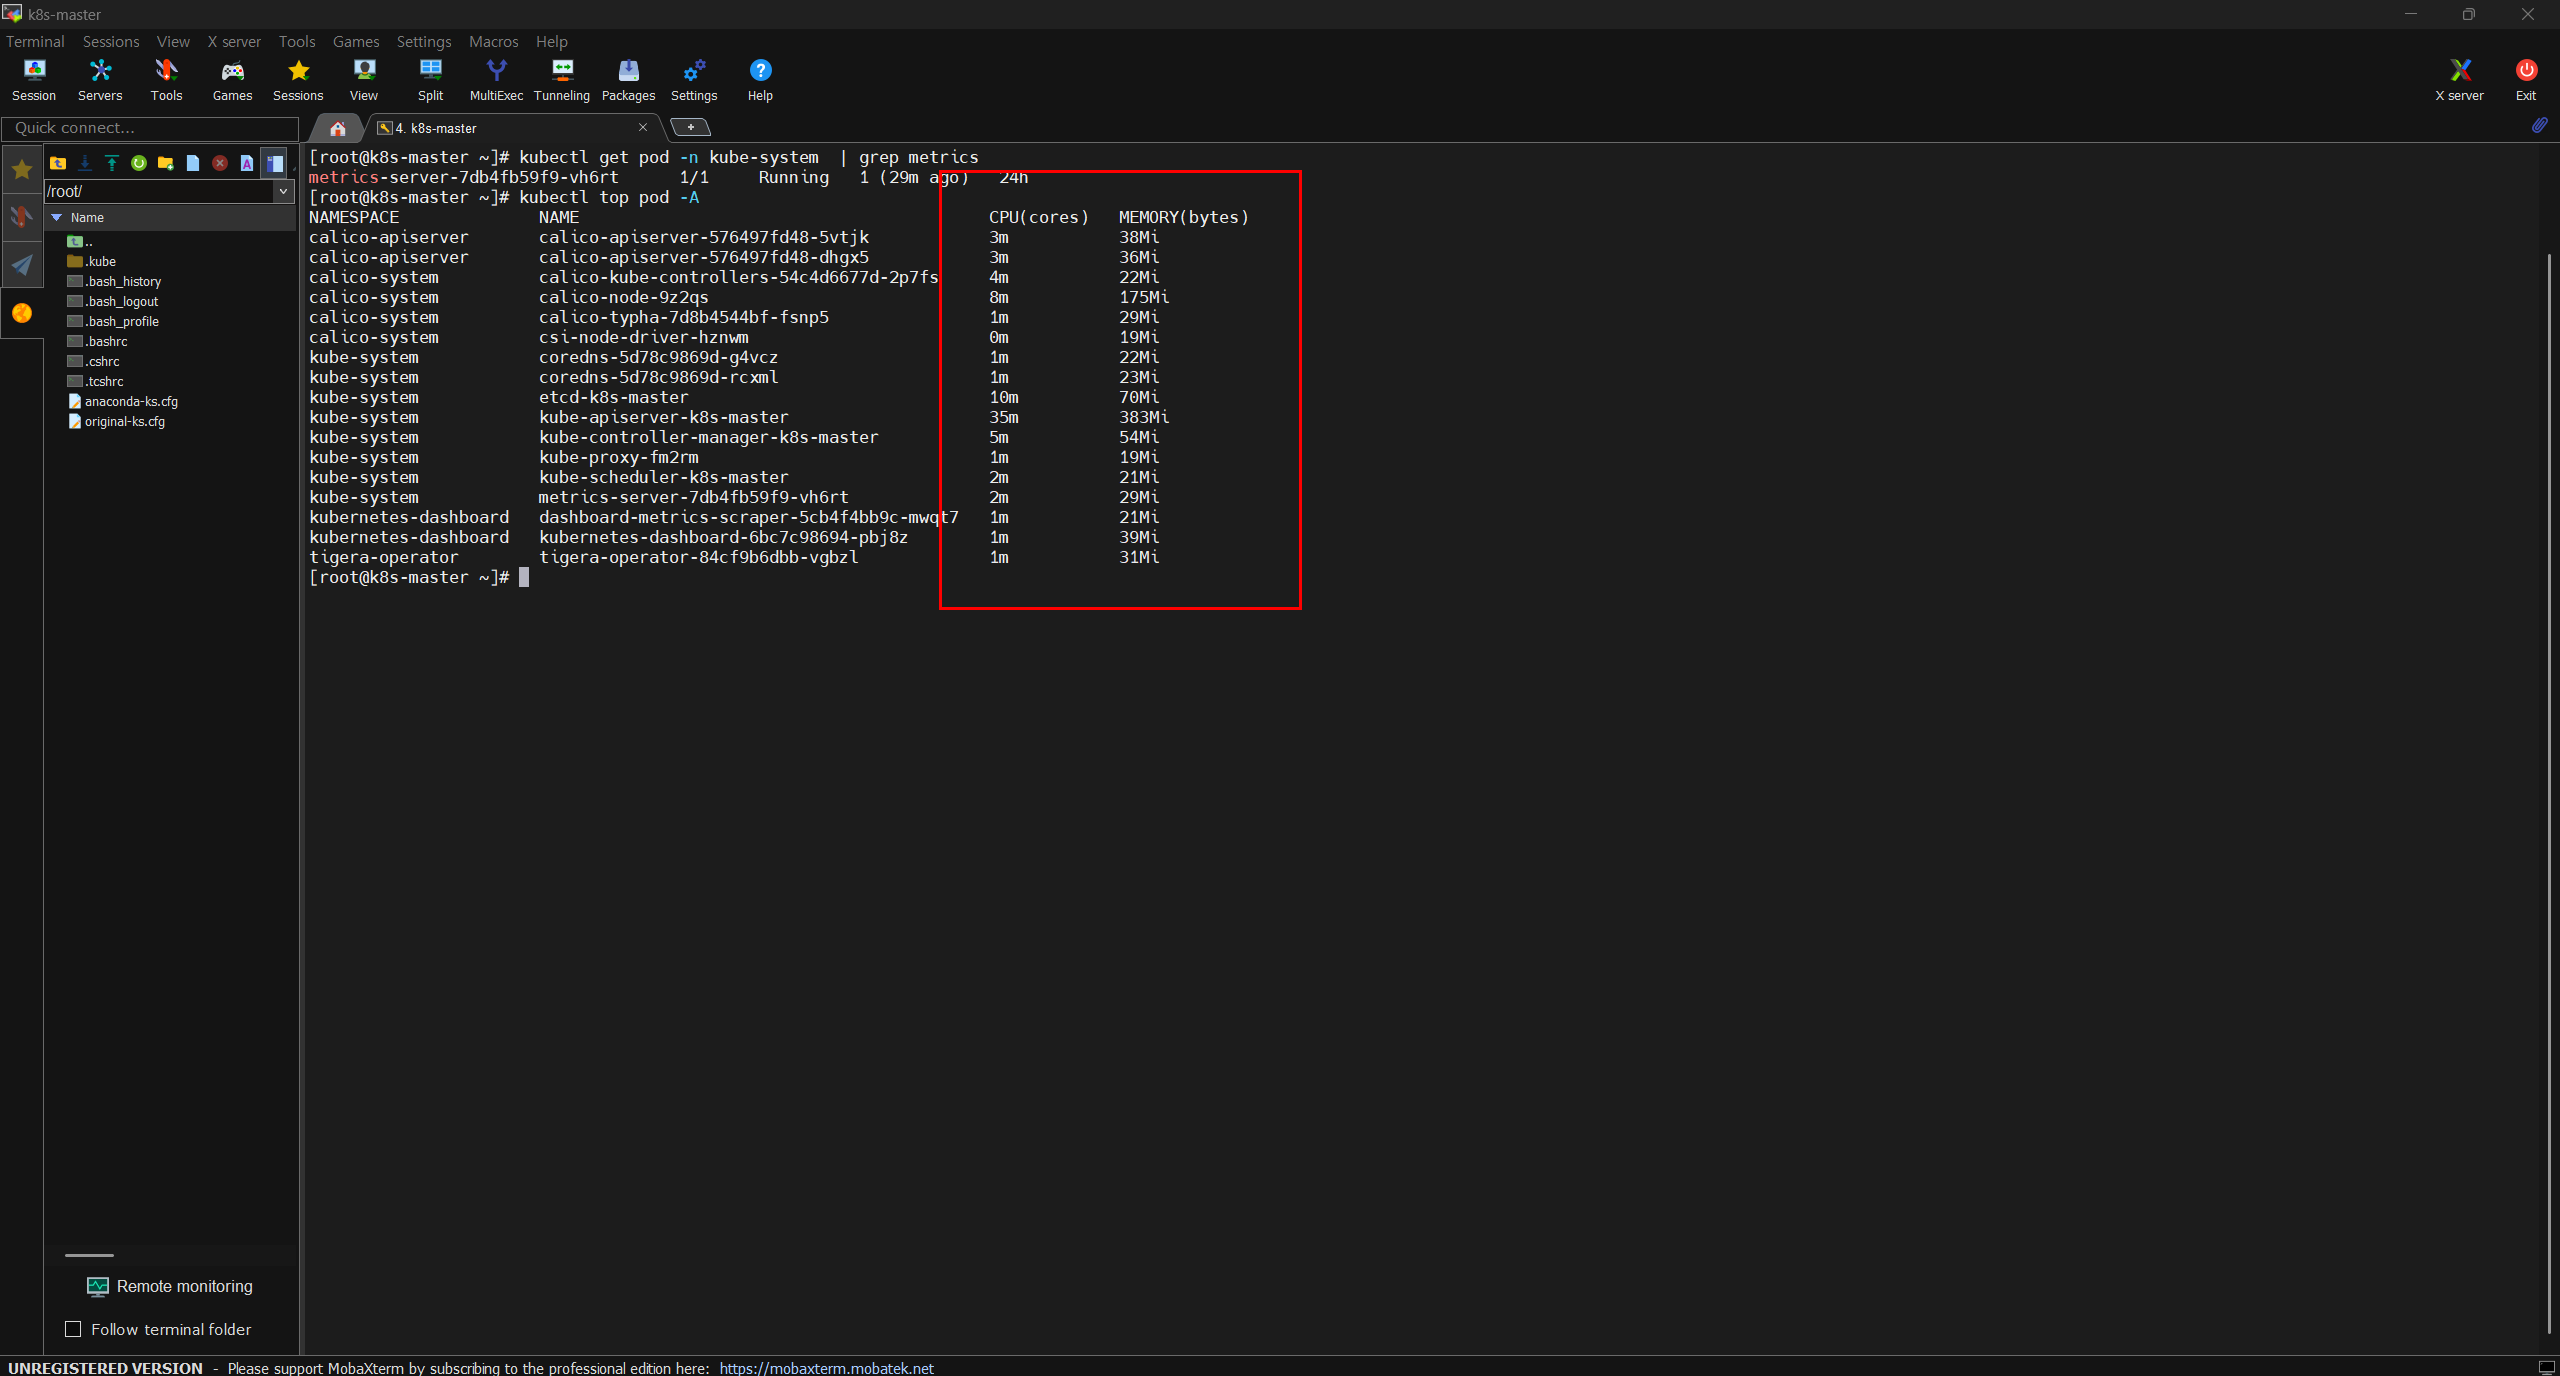 k8s-master
Terminal Sessions View X server Tools Games Settings Macros Help
Session Servers Tools Games Sessions View Split MultiExec Tunneling Packages Settings Help X server Exit
Quick connect...
4. k8s-master
/root/
Name
..
.kube
.bash_history
.bash_logout
.bash_profile
.bashrc
.cshrc
.tcshrc
anaconda-ks.cfg
original-ks.cfg
[root@k8s-master ~]# kubectl get pod -n kube-system  | grep metrics
metrics-server-7db4fb59f9-vh6rt      1/1     Running   1 (29m ago)   24h
[root@k8s-master ~]# kubectl top pod -A
NAMESPACE              NAME                                         CPU(cores)   MEMORY(bytes)
calico-apiserver       calico-apiserver-576497fd48-5vtjk            3m           38Mi
calico-apiserver       calico-apiserver-576497fd48-dhgx5            3m           36Mi
calico-system          calico-kube-controllers-54c4d6677d-2p7fs     4m           22Mi
calico-system          calico-node-9z2qs                            8m           175Mi
calico-system          calico-typha-7d8b4544bf-fsnp5                1m           29Mi
calico-system          csi-node-driver-hznwm                        0m           19Mi
kube-system            coredns-5d78c9869d-g4vcz                     1m           22Mi
kube-system            coredns-5d78c9869d-rcxml                     1m           23Mi
kube-system            etcd-k8s-master                              10m          70Mi
kube-system            kube-apiserver-k8s-master                    35m          383Mi
kube-system            kube-controller-manager-k8s-master           5m           54Mi
kube-system            kube-proxy-fm2rm                             1m           19Mi
kube-system            kube-scheduler-k8s-master                    2m           21Mi
kube-system            metrics-server-7db4fb59f9-vh6rt              2m           29Mi
kubernetes-dashboard   dashboard-metrics-scraper-5cb4f4bb9c-mwqt7   1m           21Mi
kubernetes-dashboard   kubernetes-dashboard-6bc7c98694-pbj8z        1m           39Mi
tigera-operator        tigera-operator-84cf9b6dbb-vgbzl             1m           31Mi
[root@k8s-master ~]#
Remote monitoring
Follow terminal folder
UNREGISTERED VERSION - Please support MobaXterm by subscribing to the professional edition here: https://mobaxterm.mobatek.net